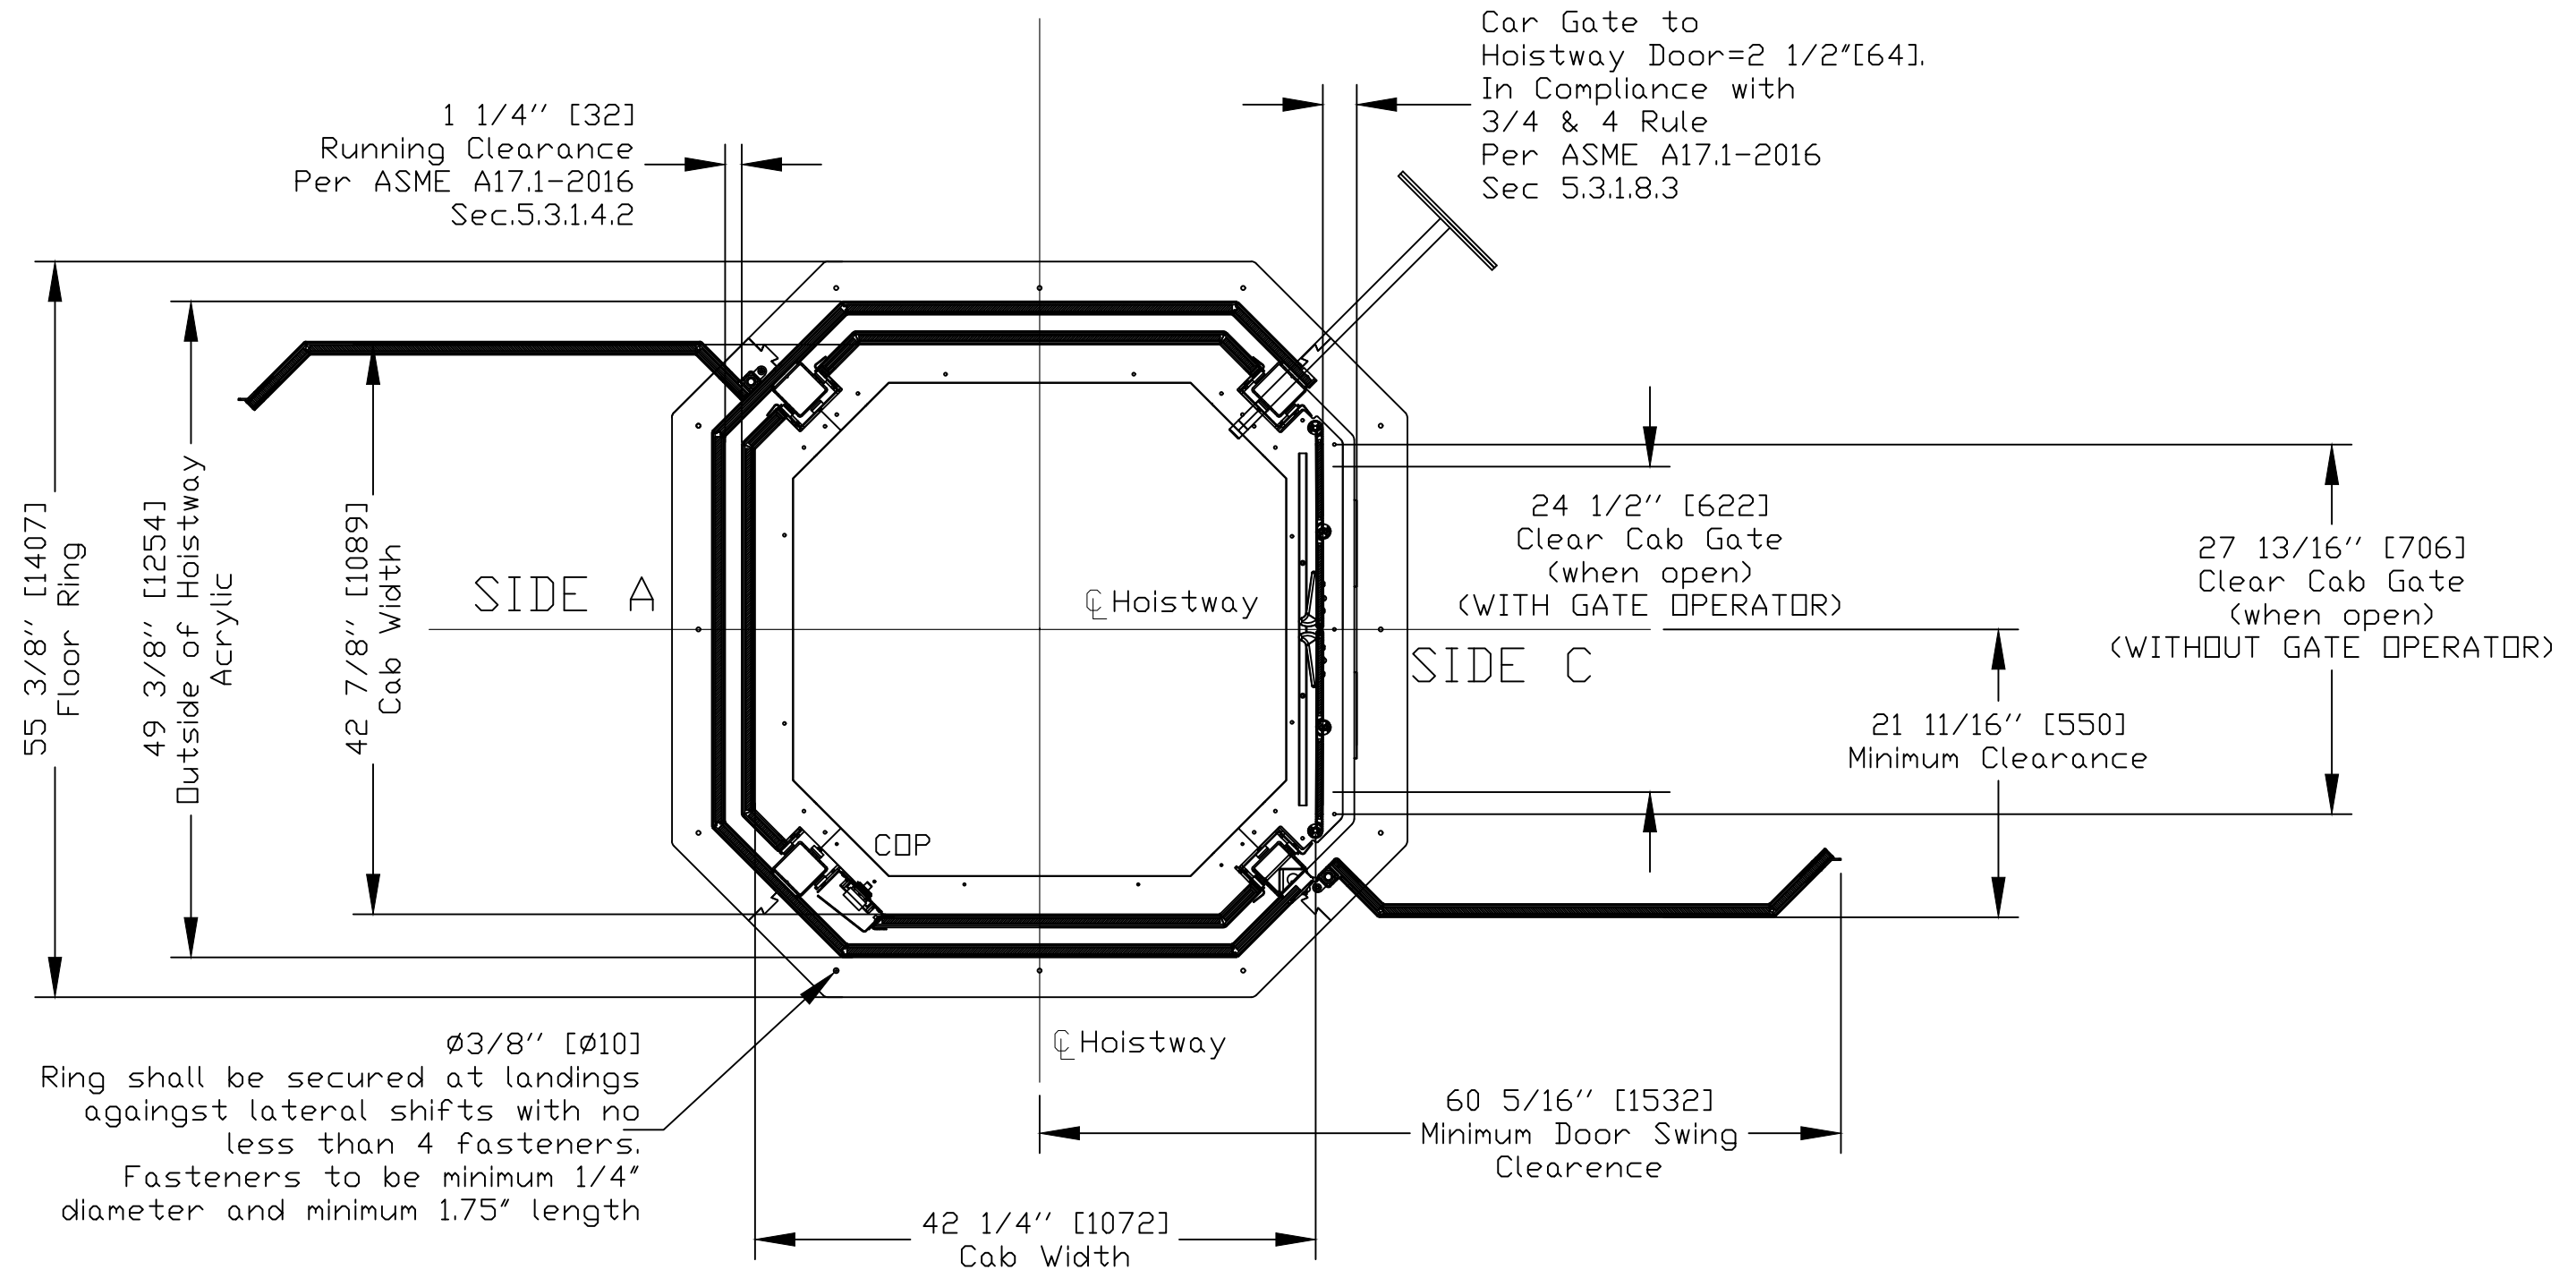 Car Gate to
Hoistway Door=2 1/2"[64].
In Compliance with
3/4 & 4 Rule
Per ASME A17.1-2016
Sec 5.3.1.8.3
1 1/4'' [32]
Running Clearance
Per ASME A17.1-2016
Sec.5.3.1.4.2
55 3/8'' [1407]
Floor Ring
49 3/8'' [1254]
Outside of Hoistway
Acrylic
42 7/8'' [1089]
Cab Width
SIDE A
℄ Hoistway
SIDE C
24 1/2'' [622]
Clear Cab Gate
(when open)
(WITH GATE OPERATOR)
27 13/16'' [706]
Clear Cab Gate
(when open)
(WITHOUT GATE OPERATOR)
21 11/16'' [550]
Minimum Clearance
COP
Ø3/8'' [Ø10]
Ring shall be secured at landings
againgst lateral shifts with no
less than 4 fasteners.
Fasteners to be minimum 1/4"
diameter and minimum 1.75" length
℄ Hoistway
60 5/16'' [1532]
Minimum Door Swing
Clearence
42 1/4'' [1072]
Cab Width